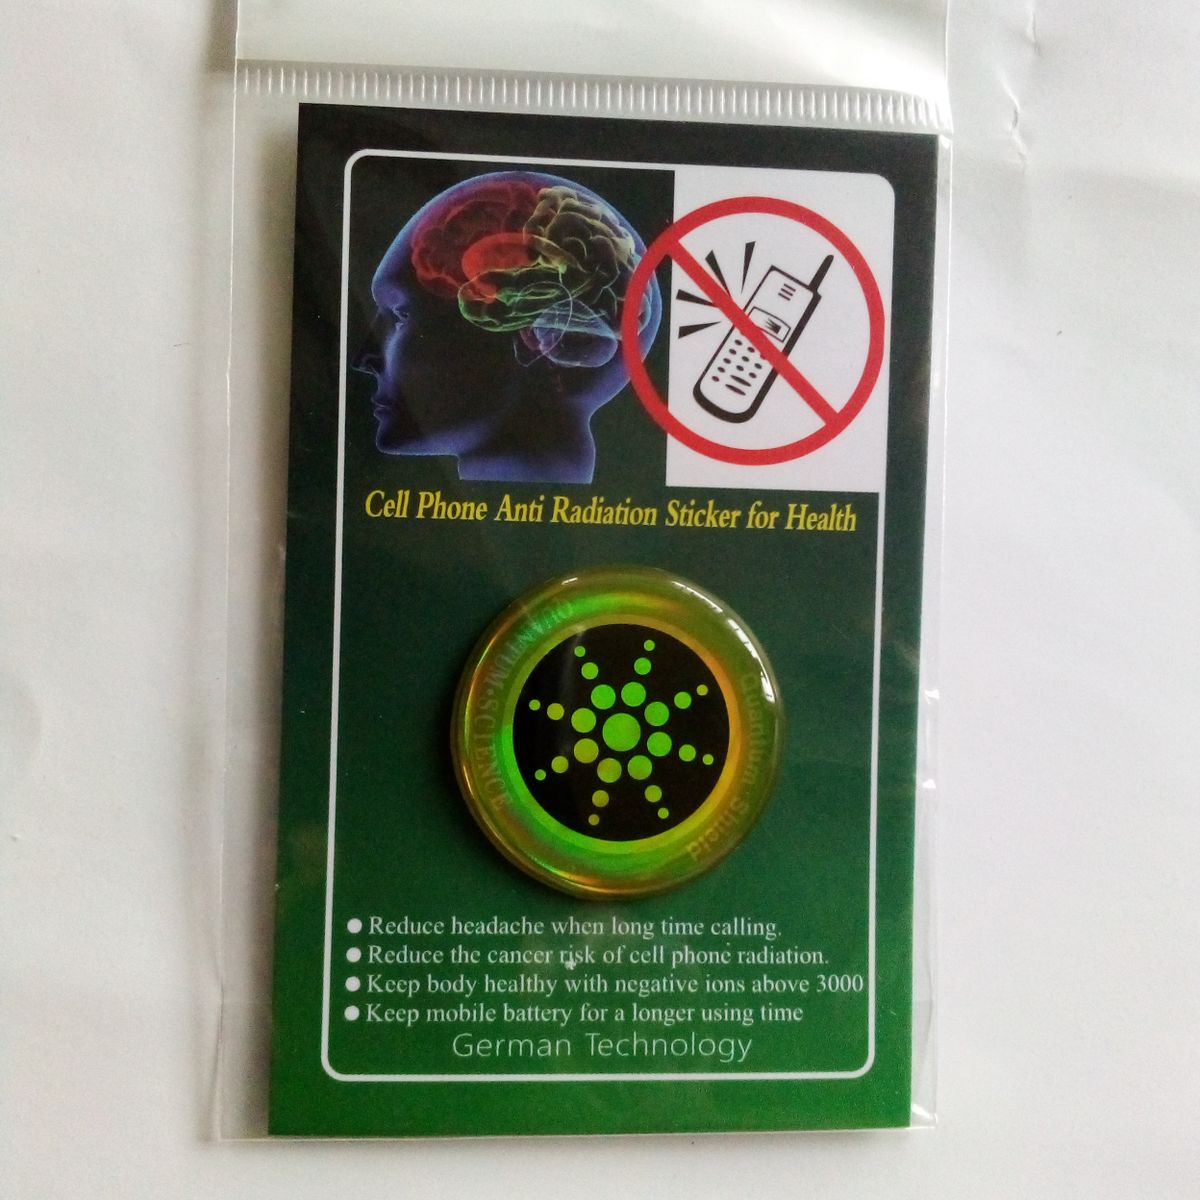 Cell Phone Anti Radiation Sticker for Health
QUANTUM·SCIENCE
Quantum Shield
● Reduce headache when long time calling.
● Reduce the cancer risk of cell phone radiation.
● Keep body healthy with negative ions above 3000
● Keep mobile battery for a longer using time
German Technology